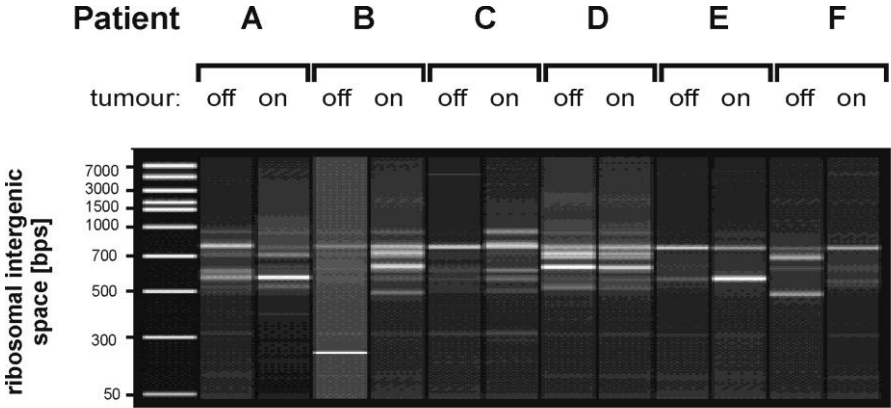 Patient A B C D E F
tumour: off on off on off on off on off on off on
7000
3000
1500
1000
700
500
300
50
ribosomal intergenic
space [bps]